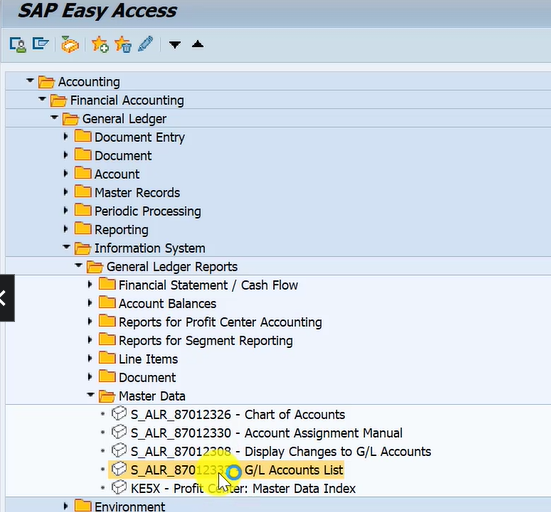 SAP Easy Access
Accounting
Financial Accounting
General Ledger
Document Entry
Document
Account
Master Records
Periodic Processing
Reporting
Information System
General Ledger Reports
Financial Statement / Cash Flow
Account Balances
Reports for Profit Center Accounting
Reports for Segment Reporting
Line Items
Document
Master Data
S_ALR_87012326 - Chart of Accounts
S_ALR_87012330 - Account Assignment Manual
S_ALR_87012308 - Display Changes to G/L Accounts
G/L Accounts List
KE5X - Profit Center: Master Data Index
Environment